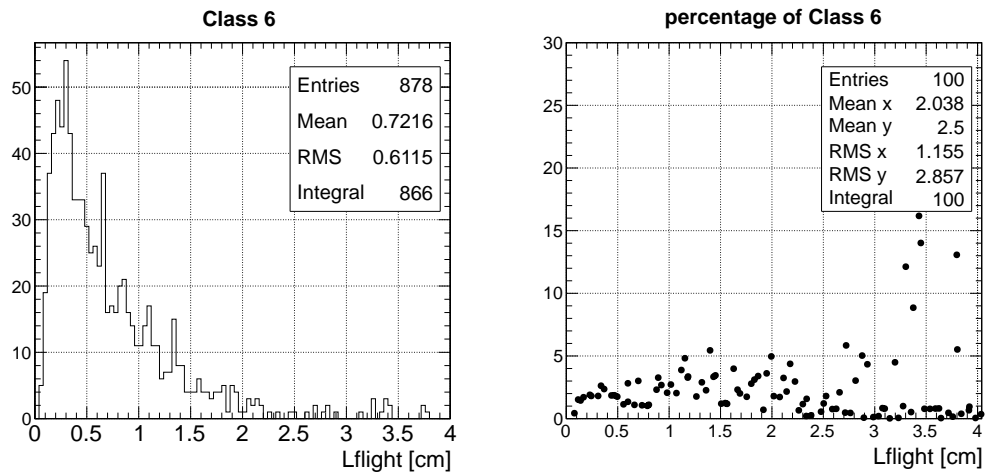 Class 6
Entries 878
Mean 0.7216
RMS 0.6115
Integral 866
50
40
30
20
10
0
0 0.5 1 1.5 2 2.5 3 3.5 4
Lflight [cm]
percentage of Class 6
Entries 100
Mean x 2.038
Mean y 2.5
RMS x 1.155
RMS y 2.857
Integral 100
30
25
20
15
10
5
0
0 0.5 1 1.5 2 2.5 3 3.5 4
Lflight [cm]